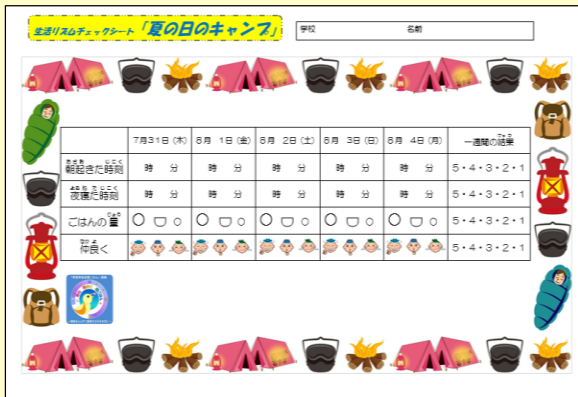 生活リズムチェックシート「夏の日のキャンプ」
学校 名前
7月31日(木) 8月 1日(金) 8月 2日(土) 8月 3日(日) 8月 4日(月) 一週間の結果
朝起きた時刻 時 分 時 分 時 分 時 分 時 分 5・4・3・2・1
夜寝た時刻 時 分 時 分 時 分 時 分 時 分 5・4・3・2・1
ごはんの量 5・4・3・2・1
仲良く 5・4・3・2・1